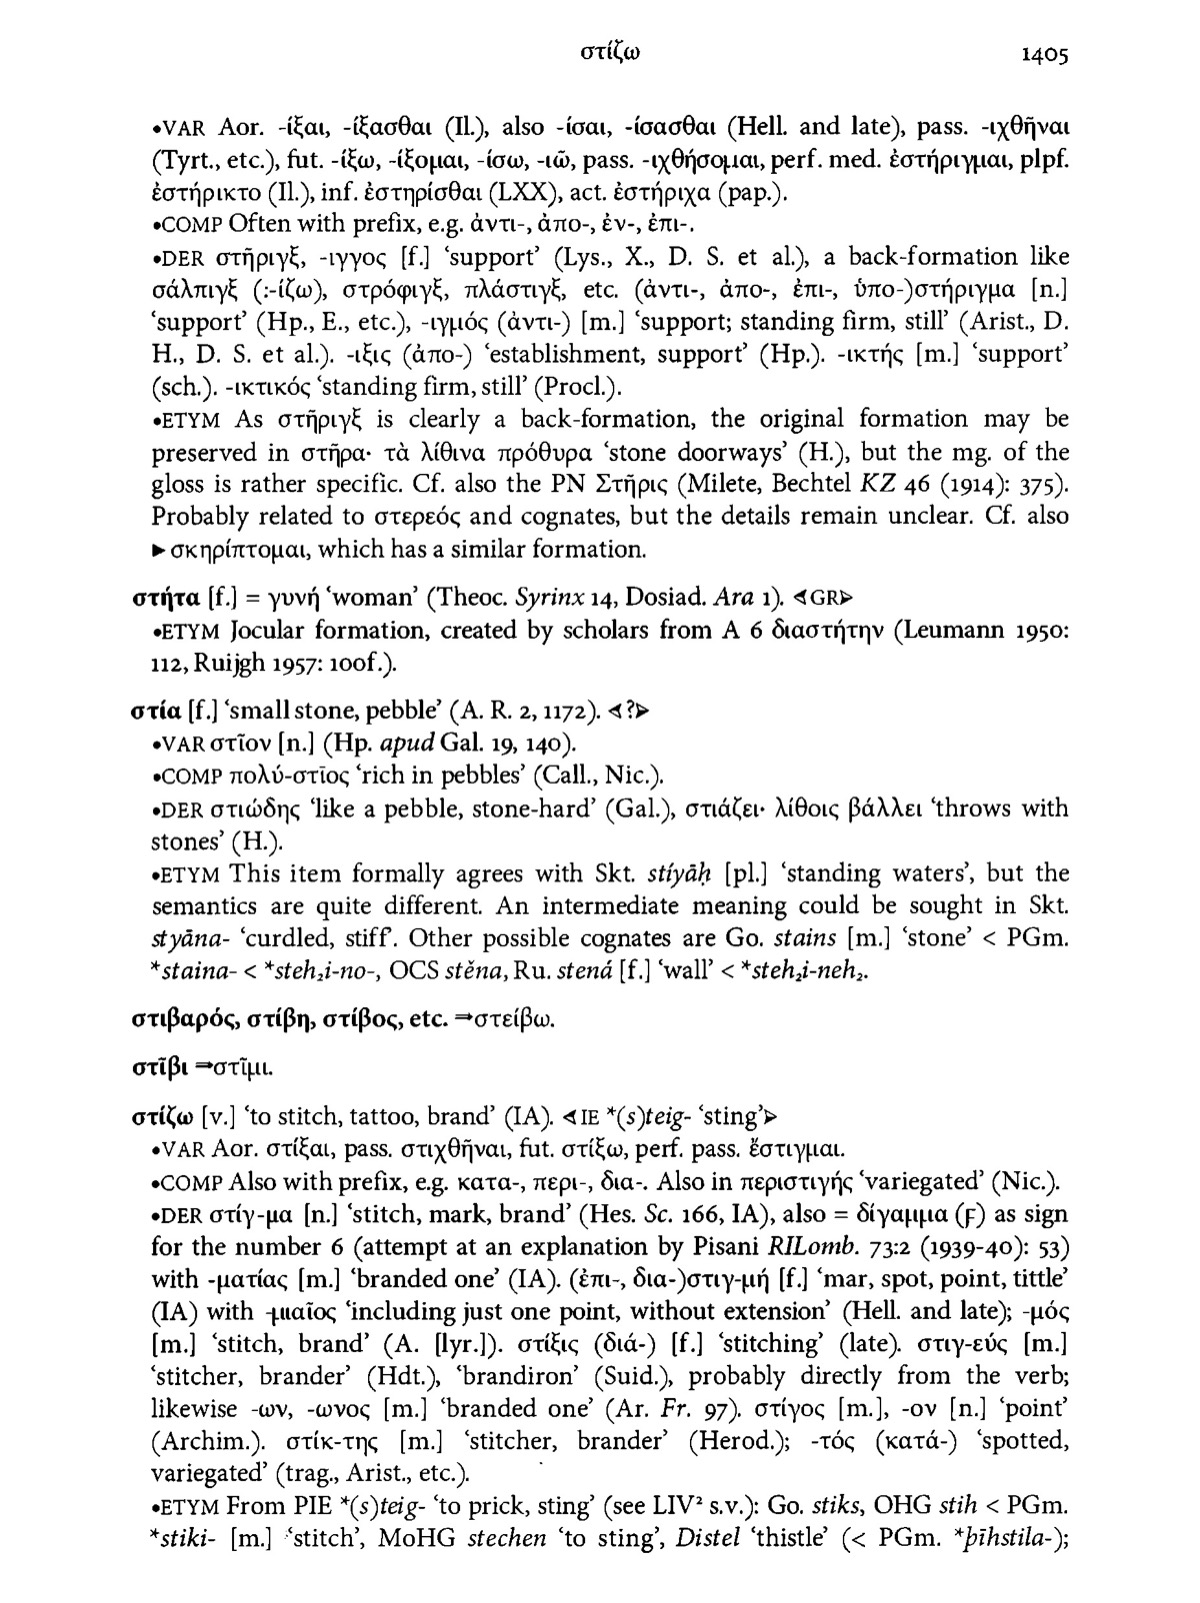 στίζω 1405
•VAR Aor. -ίξαι, -ίξασθαι (Il.), also -ίσαι, -ίσασθαι (Hell. and late), pass. -ιχθῆναι
(Tyrt., etc.), fut. -ίξω, -ίξομαι, -ίσω, -ιῶ, pass. -ιχθήσομαι, perf. med. ἐστήριγμαι, plpf.
ἐστήρικτο (Il.), inf. ἐστηρίσθαι (LXX), act. ἐστήριχα (pap.).
•COMP Often with prefix, e.g. ἀντι-, ἀπο-, ἐν-, ἐπι-.
•DER στῆριγξ, -ιγγος [f.] ‘support’ (Lys., X., D. S. et al.), a back-formation like
σάλπιγξ (:-ίζω), στρόφιγξ, πλάστιγξ, etc. (ἀντι-, ἀπο-, ἐπι-, ὑπο-)στήριγμα [n.]
‘support’ (Hp., E., etc.), -ιγμός (ἀντι-) [m.] ‘support; standing firm, still’ (Arist., D.
H., D. S. et al.). -ιξις (ἀπο-) ‘establishment, support’ (Hp.). -ικτής [m.] ‘support’
(sch.). -ικτικός ‘standing firm, still’ (Procl.).
•ETYM As στῆριγξ is clearly a back-formation, the original formation may be
preserved in στῆρα· τὰ λίθινα πρόθυρα ‘stone doorways’ (H.), but the mg. of the
gloss is rather specific. Cf. also the PN Στῆρις (Milete, Bechtel KZ 46 (1914): 375).
Probably related to στερεός and cognates, but the details remain unclear. Cf. also
►σκηρίπτομαι, which has a similar formation.
στήτα [f.] = γυνή ‘woman’ (Theoc. Syrinx 14, Dosiad. Ara 1). ⋖GR⋗
•ETYM Jocular formation, created by scholars from A 6 διαστήτην (Leumann 1950:
112, Ruijgh 1957: 100f.).
στία [f.] ‘small stone, pebble’ (A. R. 2, 1172). ⋖?⋗
•VAR στῖον [n.] (Hp. apud Gal. 19, 140).
•COMP πολύ-στῑος ‘rich in pebbles’ (Call., Nic.).
•DER στιώδης ‘like a pebble, stone-hard’ (Gal.), στιάζει· λίθοις βάλλει ‘throws with
stones’ (H.).
•ETYM This item formally agrees with Skt. stíyāḥ [pl.] ‘standing waters’, but the
semantics are quite different. An intermediate meaning could be sought in Skt.
styāna- ‘curdled, stiff’. Other possible cognates are Go. stains [m.] ‘stone’ < PGm.
*staina- < *steh₂i-no-, OCS stěna, Ru. stená [f.] ‘wall’ < *steh₂i-neh₂.
στιβαρός, στίβη, στίβος, etc. ⇒στείβω.
στῖβι ⇒στῖμι.
στίζω [v.] ‘to stitch, tattoo, brand’ (IA). ⋖IE *(s)teig- ‘sting’⋗
•VAR Aor. στίξαι, pass. στιχθῆναι, fut. στίξω, perf. pass. ἔστιγμαι.
•COMP Also with prefix, e.g. κατα-, περι-, δια-. Also in περιστιγής ‘variegated’ (Nic.).
•DER στίγ-μα [n.] ‘stitch, mark, brand’ (Hes. Sc. 166, IA), also = δίγαμμα (ϝ) as sign
for the number 6 (attempt at an explanation by Pisani RILomb. 73:2 (1939-40): 53)
with -ματίας [m.] ‘branded one’ (IA). (ἐπι-, δια-)στιγ-μή [f.] ‘mar, spot, point, tittle’
(IA) with -μιαῖος ‘including just one point, without extension’ (Hell. and late); -μός
[m.] ‘stitch, brand’ (A. [lyr.]). στίξις (διά-) [f.] ‘stitching’ (late). στιγ-εύς [m.]
‘stitcher, brander’ (Hdt.), ‘brandiron’ (Suid.), probably directly from the verb;
likewise -ων, -ωνος [m.] ‘branded one’ (Ar. Fr. 97). στίγος [m.], -ον [n.] ‘point’
(Archim.). στίκ-της [m.] ‘stitcher, brander’ (Herod.); -τός (κατά-) ‘spotted,
variegated’ (trag., Arist., etc.).
•ETYM From PIE *(s)teig- ‘to prick, sting’ (see LIV² s.v.): Go. stiks, OHG stih < PGm.
*stiki- [m.] ‘stitch’, MoHG stechen ‘to sting’, Distel ‘thistle’ (< PGm. *þīhstila-);